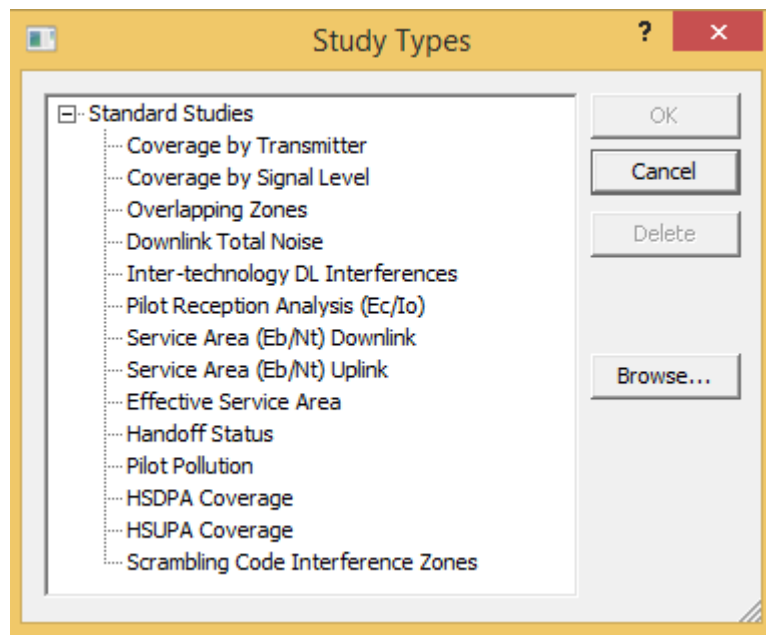 Study Types
?
Standard Studies
OK
Coverage by Transmitter
Coverage by Signal Level
Cancel
Overlapping Zones
Downlink Total Noise
Delete
Inter-technology DL Interferences
Pilot Reception Analysis (Ec/Io)
Service Area (Eb/Nt) Downlink
Service Area (Eb/Nt) Uplink
Browse...
Effective Service Area
Handoff Status
Pilot Pollution
HSDPA Coverage
HSUPA Coverage
Scrambling Code Interference Zones